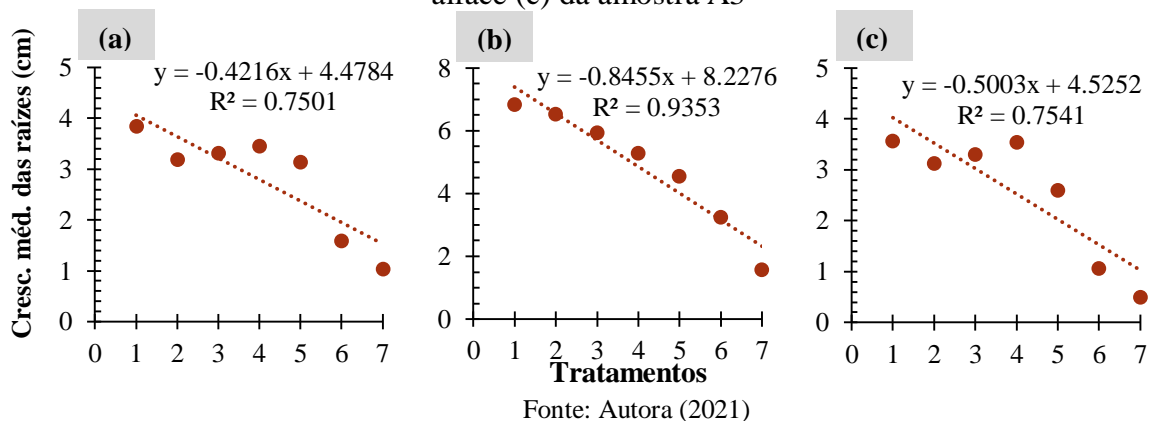 alface (c) da amostra A3
(a)
y = -0.4216x + 4.4784
R² = 0.7501
Cresc. méd. das raízes (cm)
5
4
3
2
1
0
0 1 2 3 4 5 6 7
(b)
y = -0.8455x + 8.2276
R² = 0.9353
8
6
4
2
0
0 1 2 3 4 5 6 7
(c)
y = -0.5003x + 4.5252
R² = 0.7541
5
4
3
2
1
0
0 1 2 3 4 5 6 7
Tratamentos
Fonte: Autora (2021)